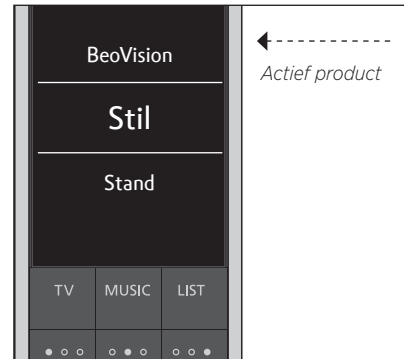 BeoVision
Actief product
Stil
Stand
TV MUSIC LIST